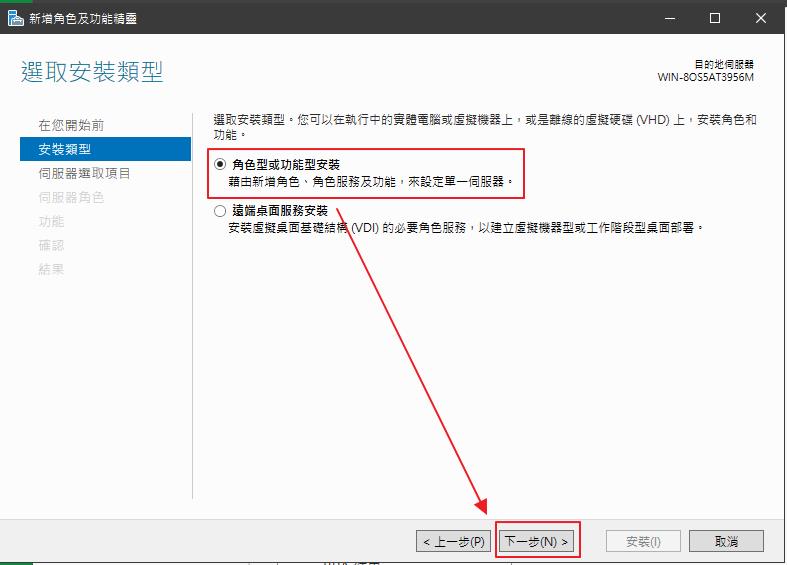 新增角色及功能精靈
選取安裝類型
目的地伺服器
WIN-8OS5AT3956M
在您開始前
安裝類型
伺服器選取項目
伺服器角色
功能
確認
結果
選取安裝類型。您可以在執行中的實體電腦或虛擬機器上，或是離線的虛擬硬碟 (VHD) 上，安裝角色和
功能。
角色型或功能型安裝
藉由新增角色、角色服務及功能，來設定單一伺服器。
遠端桌面服務安裝
安裝虛擬桌面基礎結構 (VDI) 的必要角色服務，以建立虛擬機器型或工作階段型桌面部署。
< 上一步(P)
下一步(N) >
安裝(I)
取消